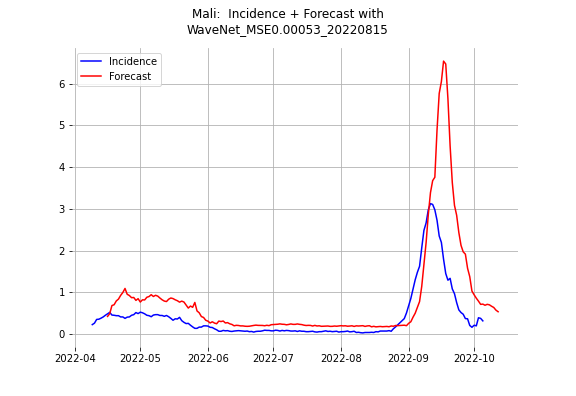 Mali:  Incidence + Forecast with
WaveNet_MSE0.00053_20220815
Incidence
Forecast
6
5
4
3
2
1
0
2022-04 2022-05 2022-06 2022-07 2022-08 2022-09 2022-10